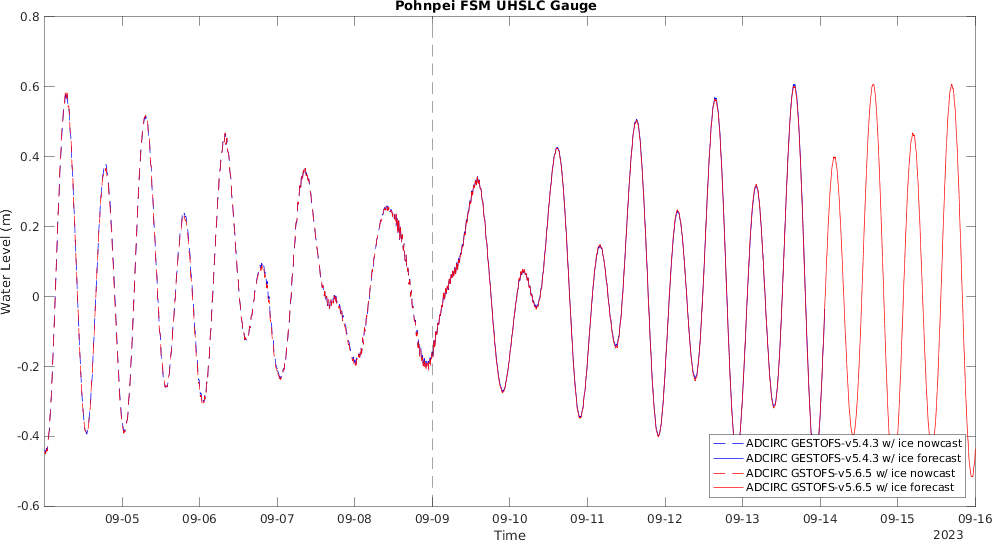 Pohnpei FSM UHSLC Gauge
0.8
0.6
0.4
0.2
0
-0.2
-0.4
-0.6
Water Level (m)
ADCIRC GESTOFS-v5.4.3 w/ ice nowcast
ADCIRC GESTOFS-v5.4.3 w/ ice forecast
ADCIRC GSTOFS-v5.6.5 w/ ice nowcast
ADCIRC GSTOFS-v5.6.5 w/ ice forecast
09-05 09-06 09-07 09-08 09-09 09-10 09-11 09-12 09-13 09-14 09-15 09-16
Time
2023